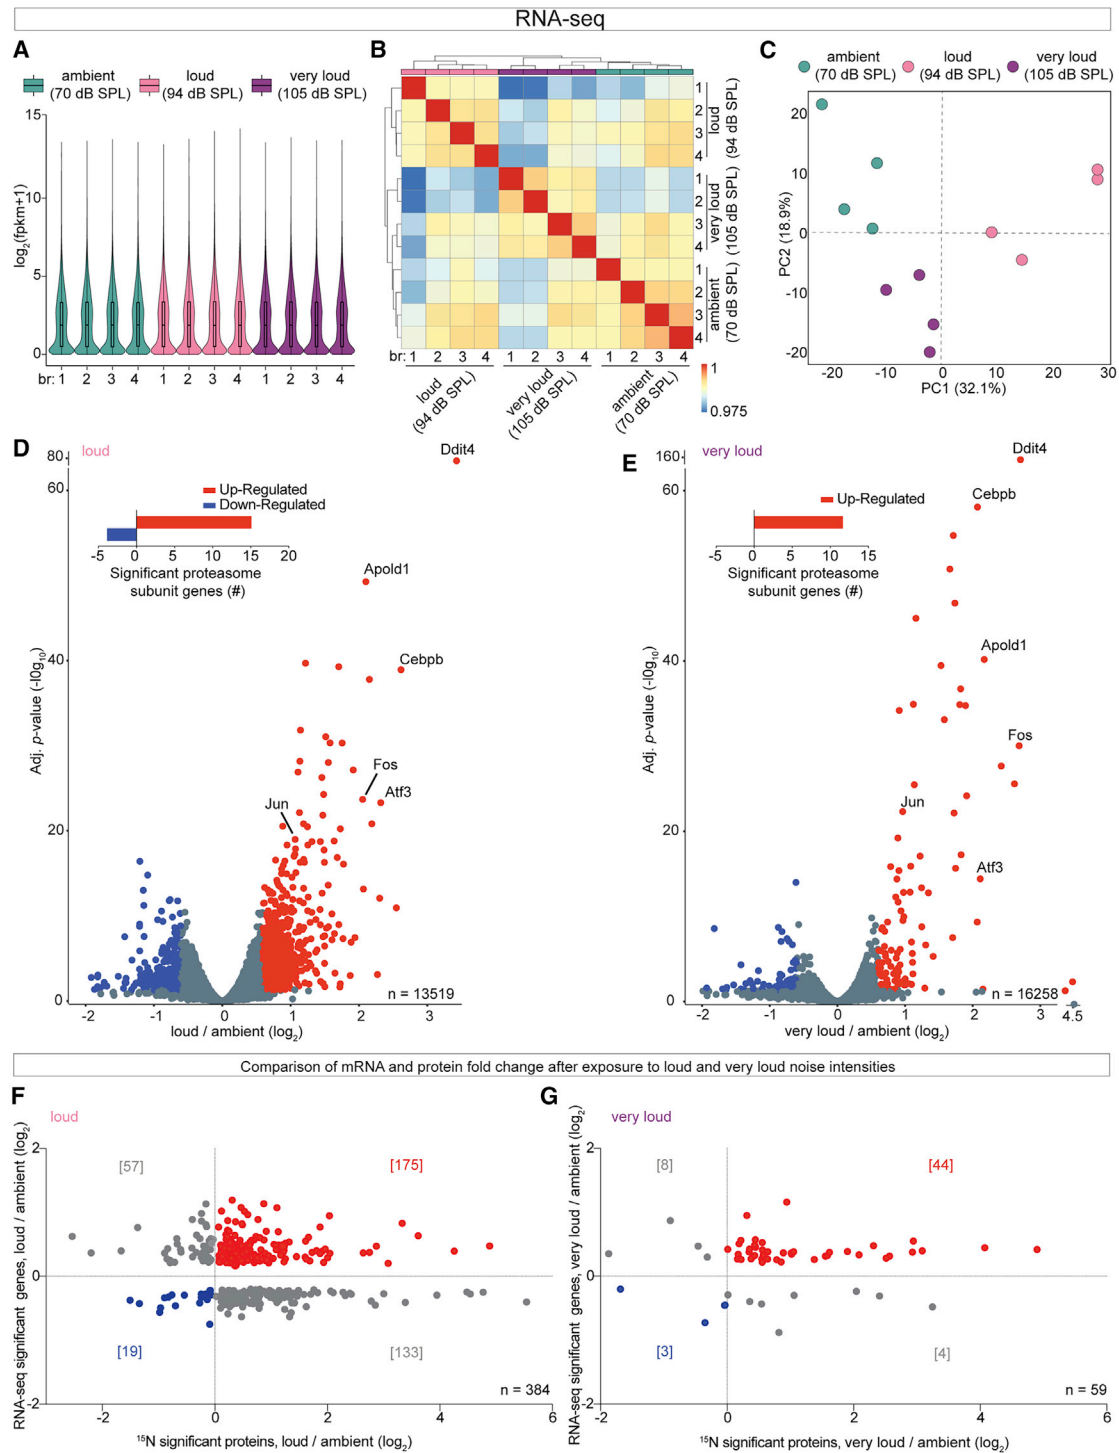 RNA-seq
A
ambient
(70 dB SPL)
loud
(94 dB SPL)
very loud
(105 dB SPL)
log2(fpkm+1)
15
10
5
0
br: 1 2 3 4 1 2 3 4 1 2 3 4
B
1
2
3
4
loud
(94 dB SPL)
1
2
3
4
very loud
(105 dB SPL)
1
2
3
4
ambient
(70 dB SPL)
br: 1 2 3 4 1 2 3 4 1 2 3 4
loud
(94 dB SPL)
very loud
(105 dB SPL)
ambient
(70 dB SPL)
1
0.975
C
ambient
(70 dB SPL)
loud
(94 dB SPL)
very loud
(105 dB SPL)
PC2 (18.9%)
20
10
0
-10
-20
-20 -10 0 10 20 30
PC1 (32.1%)
D
loud
80
60
40
20
0
Adj. p-value (-l0g10)
Up-Regulated
Down-Regulated
-5 0 5 10 15 20
Significant proteasome
subunit genes (#)
Ddit4
Apold1
Cebpb
Fos
Atf3
Jun
n = 13519
-2 -1 0 1 2 3
loud / ambient (log2)
E
very loud
160
60
40
20
0
Adj. p-value (-l0g10)
Up-Regulated
-5 0 5 10 15
Significant proteasome
subunit genes (#)
Ddit4
Cebpb
Apold1
Fos
Jun
Atf3
n = 16258
-2 -1 0 1 2 3 4.5
very loud / ambient (log2)
Comparison of mRNA and protein fold change after exposure to loud and very loud noise intensities
F
loud
RNA-seq significant genes, loud / ambient (log2)
2
0
-2
[57]
[175]
[19]
[133]
n = 384
-2 0 2 4 6
15N significant proteins, loud / ambient (log2)
G
very loud
RNA-seq significant genes, very loud / ambient (log2)
2
0
-2
[8]
[44]
[3]
[4]
n = 59
-2 0 2 4 6
15N significant proteins, very loud / ambient (log2)